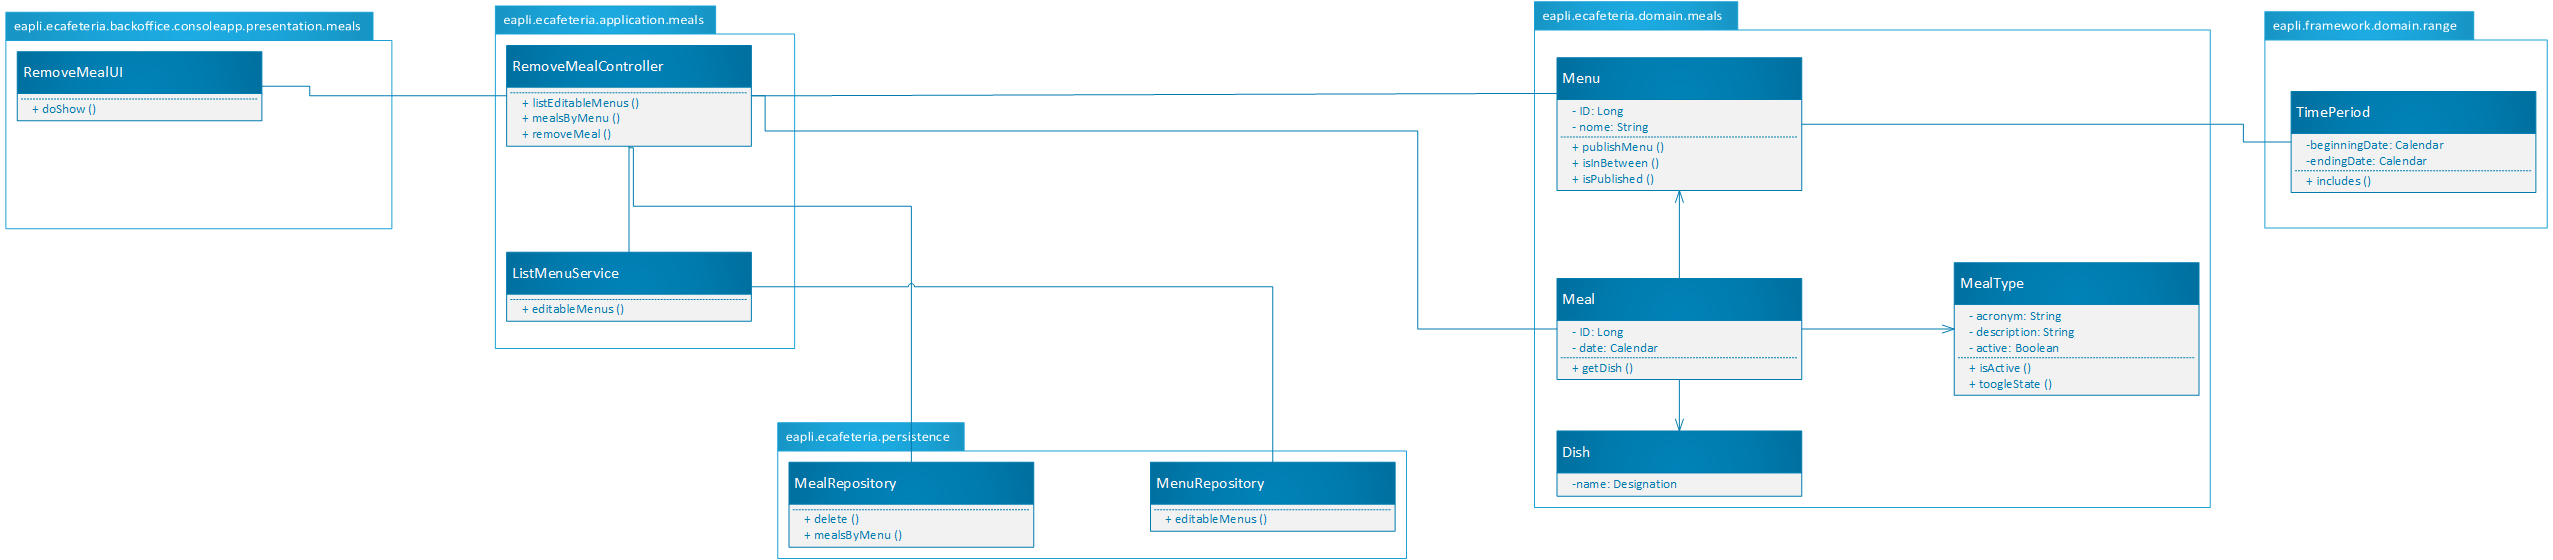 eapli.ecafeteria.backoffice.consoleapp.presentation.meals
RemoveMealUI
+ doShow ()
eapli.ecafeteria.application.meals
RemoveMealController
+ listEditableMenus ()
+ mealsByMenu ()
+ removeMeal ()
ListMenuService
+ editableMenus ()
eapli.ecafeteria.persistence
MealRepository
+ delete ()
+ mealsByMenu ()
MenuRepository
+ editableMenus ()
eapli.ecafeteria.domain.meals
Menu
- ID: Long
- nome: String
+ publishMenu ()
+ isInBetween ()
+ isPublished ()
Meal
- ID: Long
- date: Calendar
+ getDish ()
MealType
- acronym: String
- description: String
- active: Boolean
+ isActive ()
+ toogleState ()
Dish
-name: Designation
eapli.framework.domain.range
TimePeriod
-beginningDate: Calendar
-endingDate: Calendar
+ includes ()